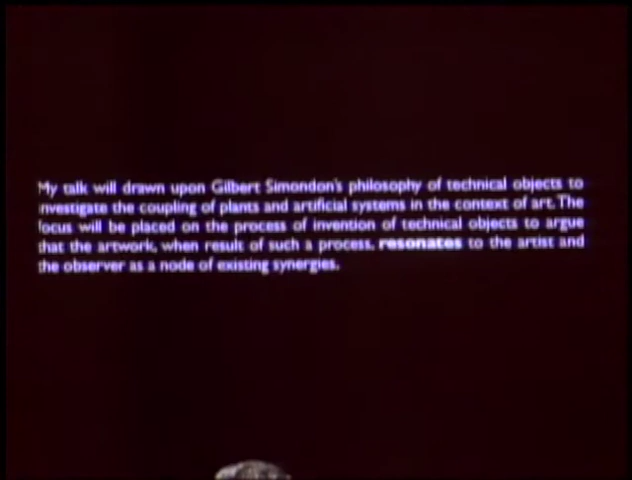 My talk will drawn upon Gilbert Simondon's philosophy of technical objects to
investigate the coupling of plants and artificial systems in the context of art. The
focus will be placed on the process of invention of technical objects to argue
that the artwork, when result of such a process, resonates to the artist and
the observer as a node of existing synergies.